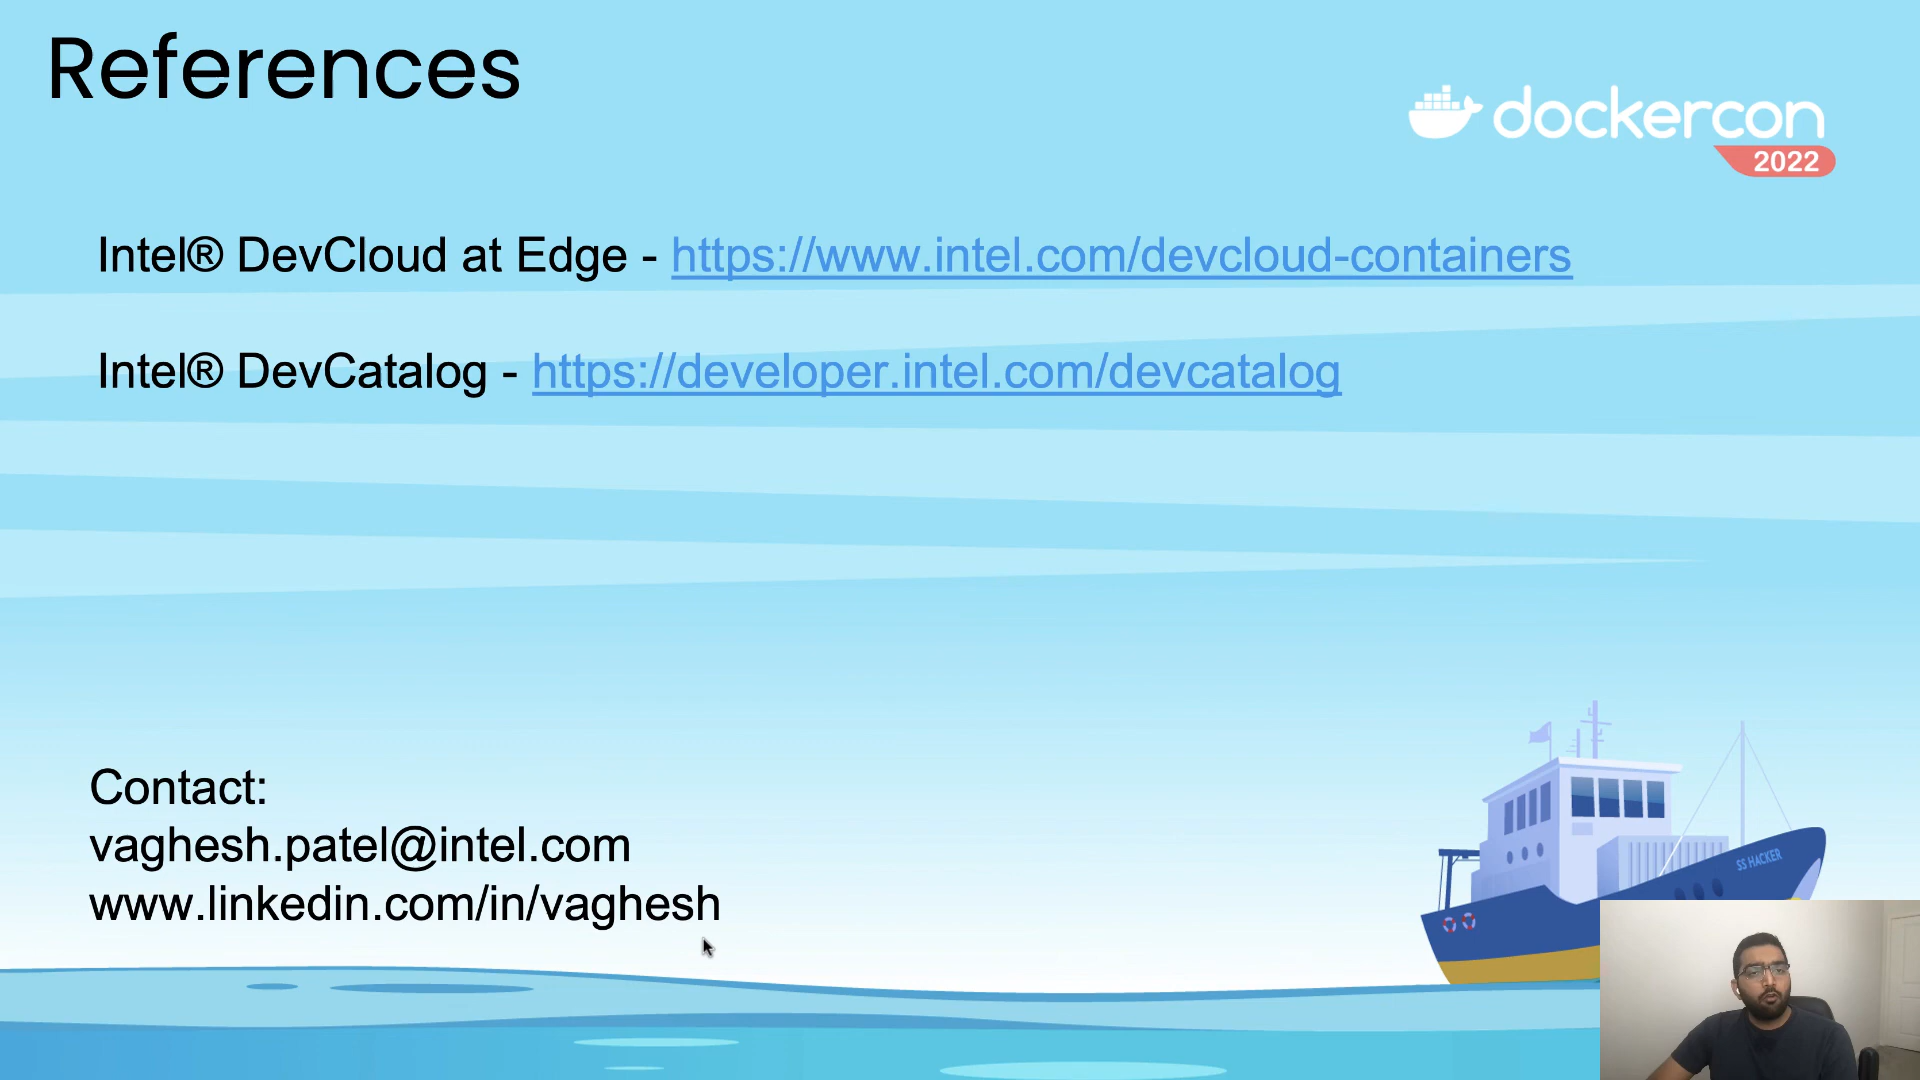 References
dockercon
2022
Intel® DevCloud at Edge - https://www.intel.com/devcloud-containers
Intel® DevCatalog - https://developer.intel.com/devcatalog
Contact:
vaghesh.patel@intel.com
www.linkedin.com/in/vaghesh
SS HACKER